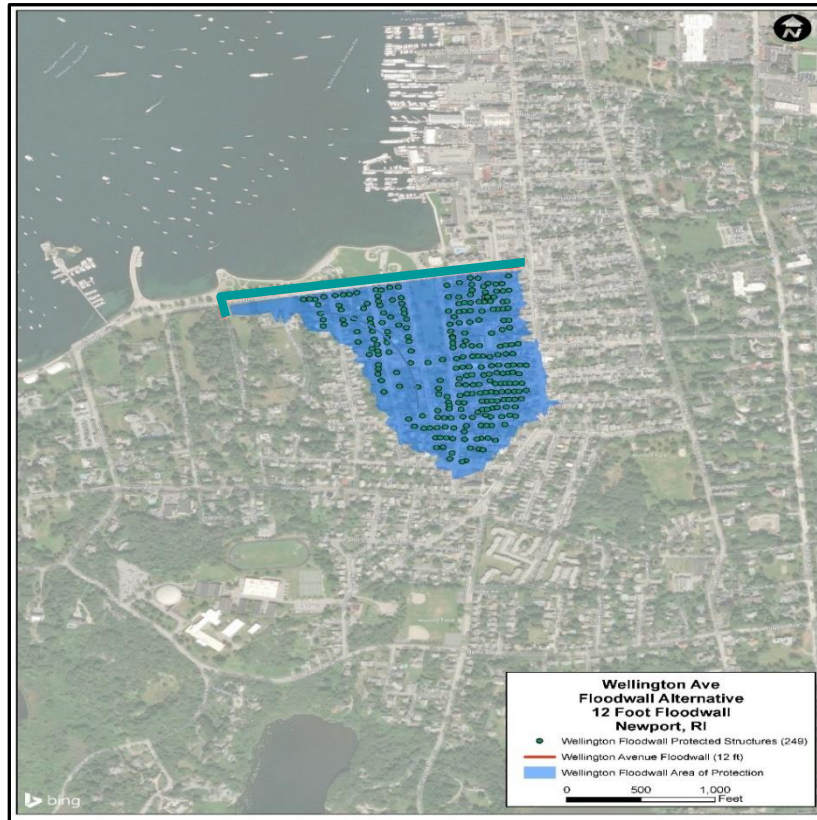 N
Wellington Ave
Floodwall Alternative
12 Foot Floodwall
Newport, RI
Wellington Floodwall Protected Structures (249)
Wellington Avenue Floodwall (12 ft)
Wellington Floodwall Area of Protection
0 500 1,000
Feet
bing